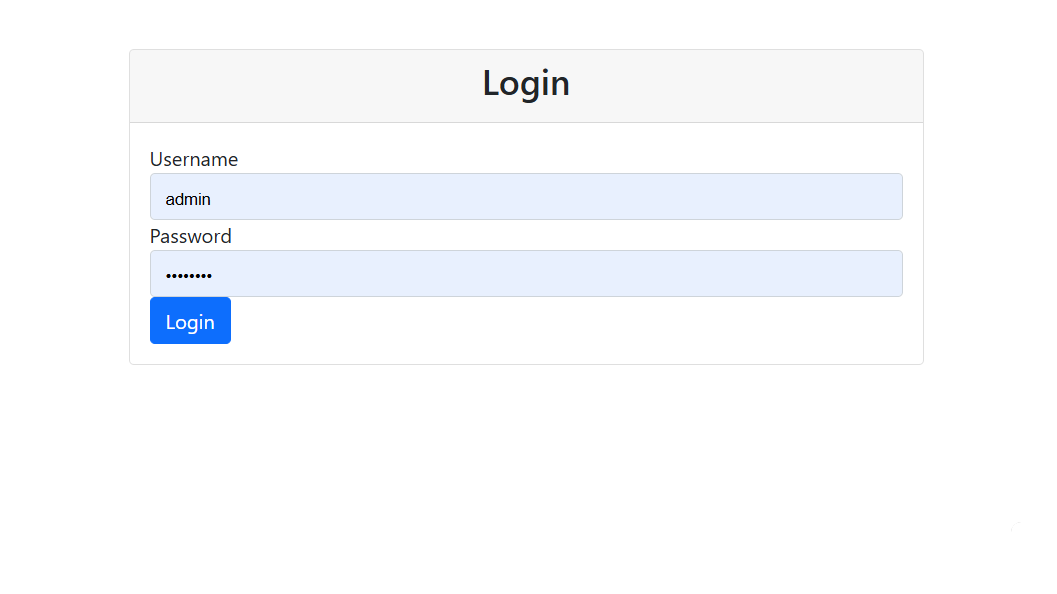 Login
Username
admin
Password
••••••••
Login